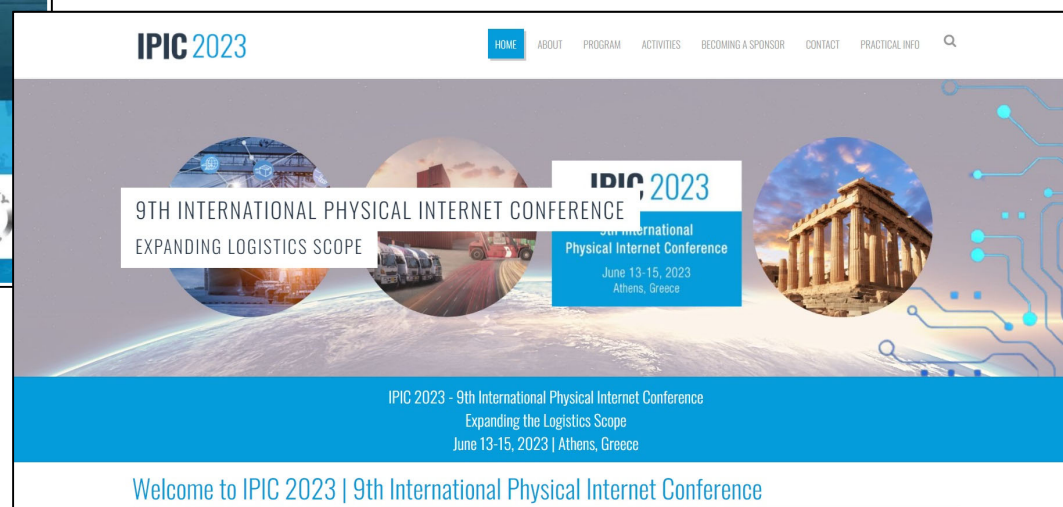 IPIC 2023
HOME ABOUT PROGRAM ACTIVITIES BECOMING A SPONSOR CONTACT PRACTICAL INFO
9TH INTERNATIONAL PHYSICAL INTERNET CONFERENCE
EXPANDING LOGISTICS SCOPE
IPIC 2023
9th International
Physical Internet Conference
June 13-15, 2023
Athens, Greece
IPIC 2023 - 9th International Physical Internet Conference
Expanding the Logistics Scope
June 13-15, 2023 | Athens, Greece
Welcome to IPIC 2023 | 9th International Physical Internet Conference